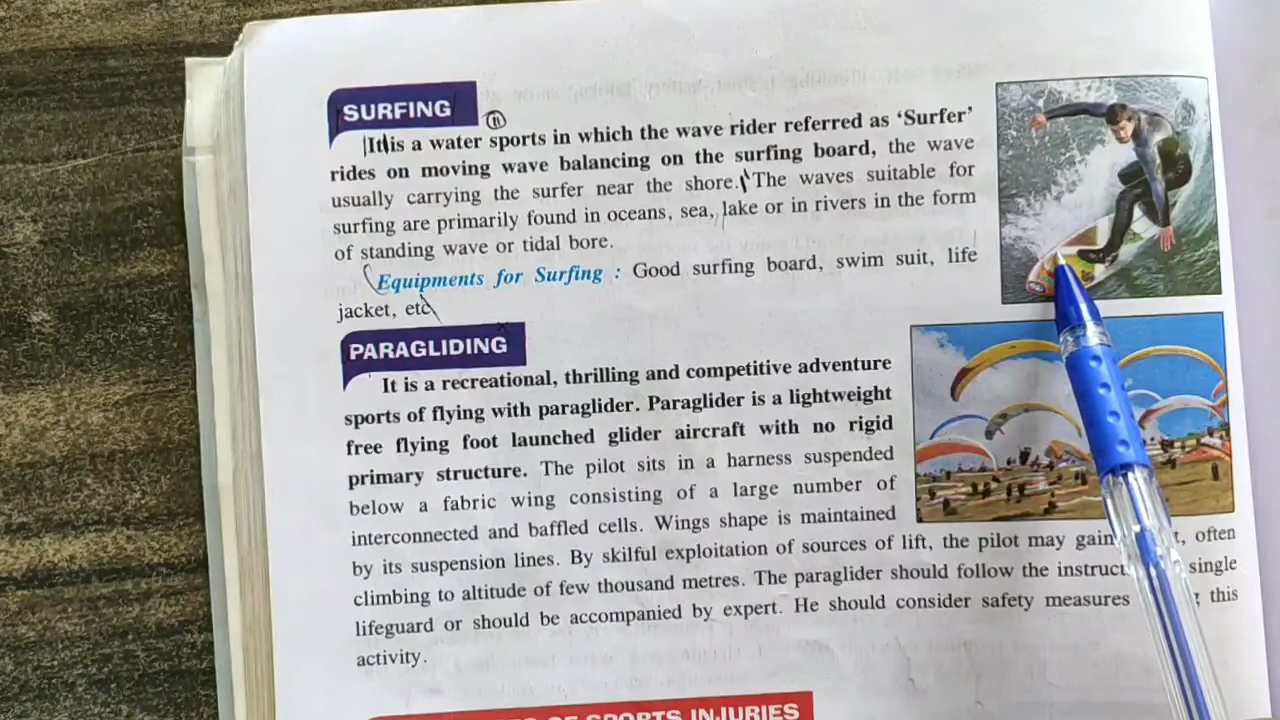 SURFING
11
It is a water sports in which the wave rider referred as 'Surfer'
rides on moving wave balancing on the surfing board, the wave
usually carrying the surfer near the shore. The waves suitable for
surfing are primarily found in oceans, sea, lake or in rivers in the form
of standing wave or tidal bore.
Equipments for Surfing : Good surfing board, swim suit, life
jacket, etc
PARAGLIDING
It is a recreational, thrilling and competitive adventure
sports of flying with paraglider. Paraglider is a lightweight
free flying foot launched glider aircraft with no rigid
primary structure. The pilot sits in a harness suspended
below a fabric wing consisting of a large number of
interconnected and baffled cells. Wings shape is maintained
by its suspension lines. By skilful exploitation of sources of lift, the pilot may gain often
climbing to altitude of few thousand metres. The paraglider should follow the single
lifeguard or should be accompanied by expert. He should consider safety measures this
activity.
OF SPORTS INJURIES